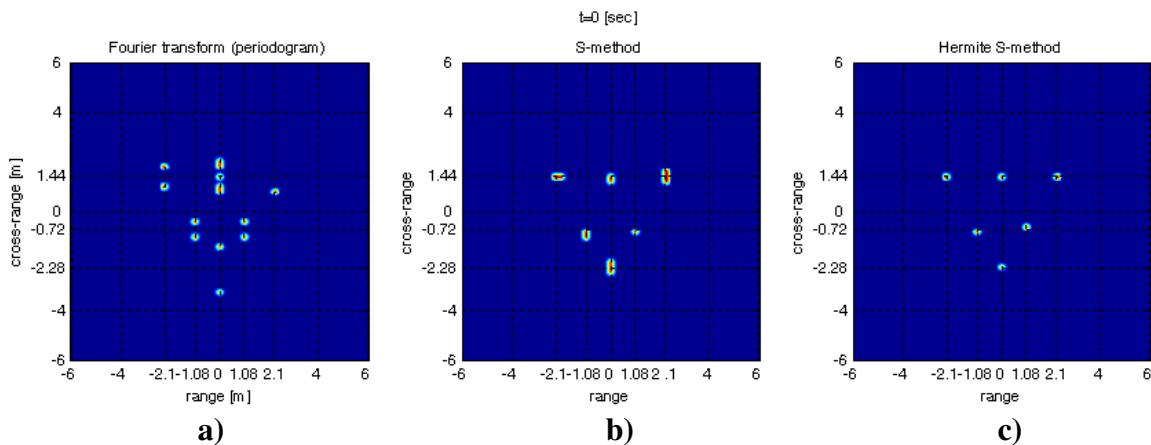 t=0 [sec]
Fourier transform (periodogram)
S-method
Hermite S-method
6
4
1.44
0
-0.72
-2.28
-4
-6
cross-range [m]
-6 -4 -2.1 -1.08 0 1.08 2.1 6
range [m]
6
4
1.44
0
-0.72
-2.28
-4
-6
cross-range
-6 -4 -2.1 -1.08 0 1.08 2.1 6
range
6
4
1.44
0
-0.72
-2.28
-4
-6
cross-range
-6 -4 -2.1 -1.08 0 1.08 2.1 6
range
a)
b)
c)